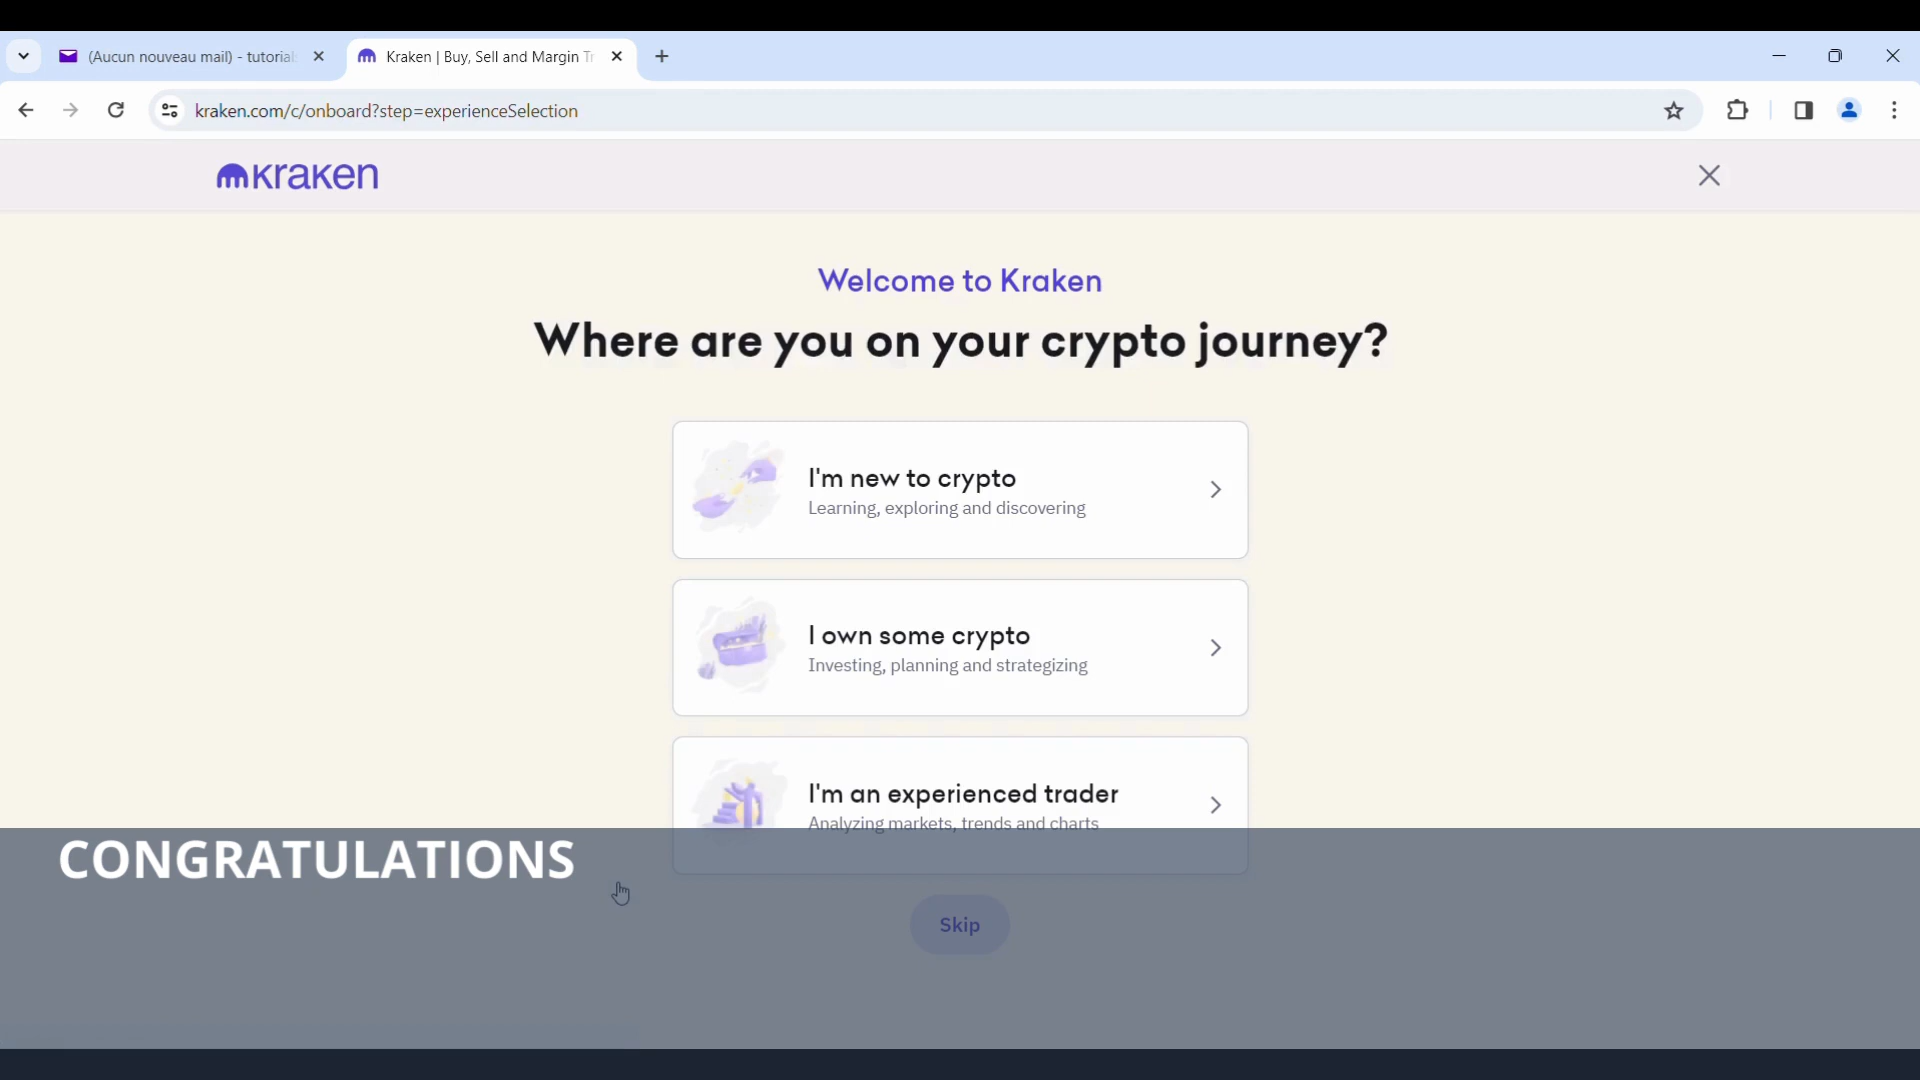 (Aucun nouveau mail) - tutorial
Kraken | Buy, Sell and Margin Tr
kraken.com/c/onboard?step=experienceSelection
kraken
Welcome to Kraken
Where are you on your crypto journey?
I'm new to crypto
Learning, exploring and discovering
I own some crypto
Investing, planning and strategizing
I'm an experienced trader
Analyzing markets, trends and charts
CONGRATULATIONS
Skip